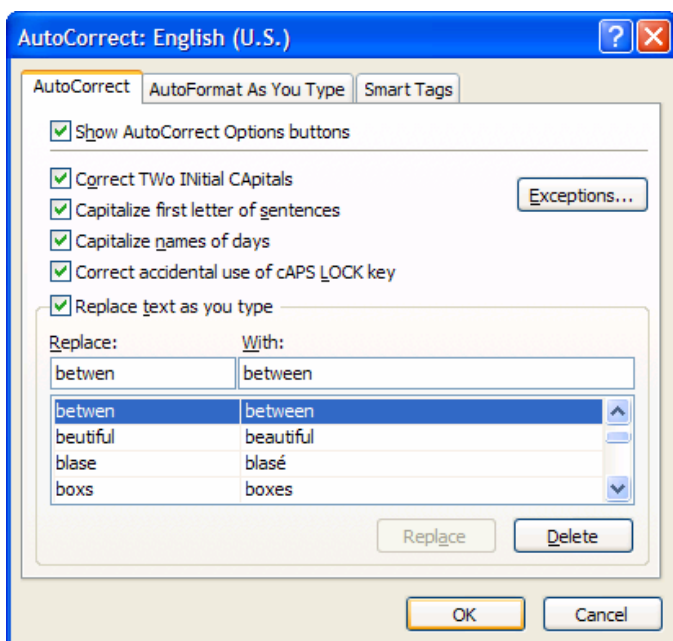 AutoCorrect: English (U.S.)
AutoCorrect AutoFormat As You Type Smart Tags
Show AutoCorrect Options buttons
Correct TWo INitial CApitals
Exceptions...
Capitalize first letter of sentences
Capitalize names of days
Correct accidental use of cAPS LOCK key
Replace text as you type
Replace: With:
betwen between
betwen between
beutiful beautiful
blase blasé
boxs boxes
Replace Delete
OK Cancel